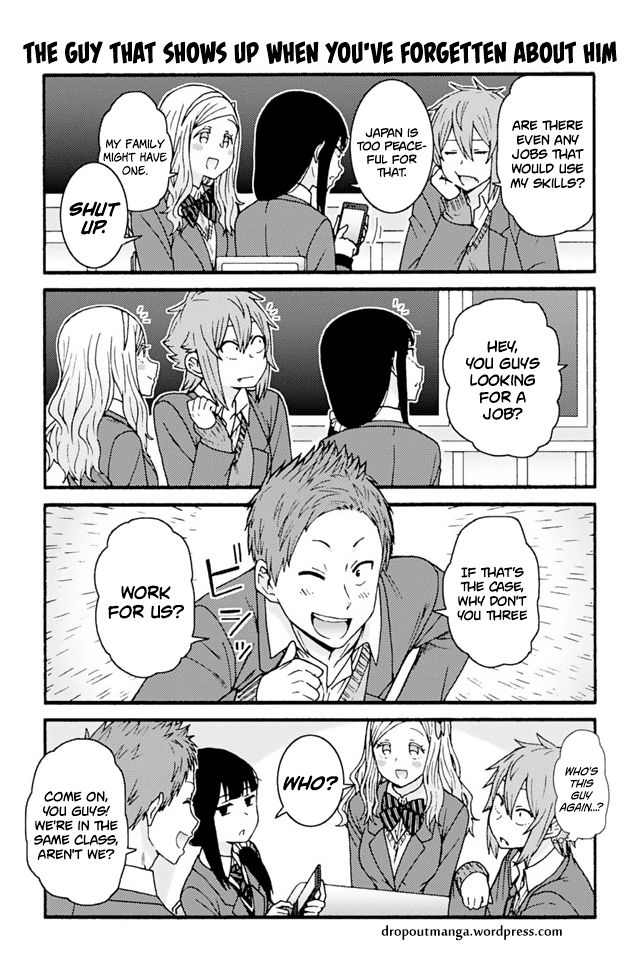 THE GUY THAT SHOWS UP WHEN YOU'VE FORGETTEN ABOUT HIM
ARE THERE
EVEN ANY
JOBS THAT
WOULD USE
MY SKILLS?
JAPAN IS
TOO PEACE-
FUL FOR
THAT.
MY FAMILY
MIGHT HAVE
ONE.
SHUT
UP.
HEY,
YOU GUYS
LOOKING
FOR A
JOB?
IF THAT'S
THE CASE,
WHY DON'T
YOU THREE
WORK
FOR US?
ビシッ
WHO'S
THIS
GUY
AGAIN...?
WHO?
COME ON,
YOU GUYS!
WE'RE IN THE
SAME CLASS,
AREN'T WE?
dropoutmanga.wordpress.com